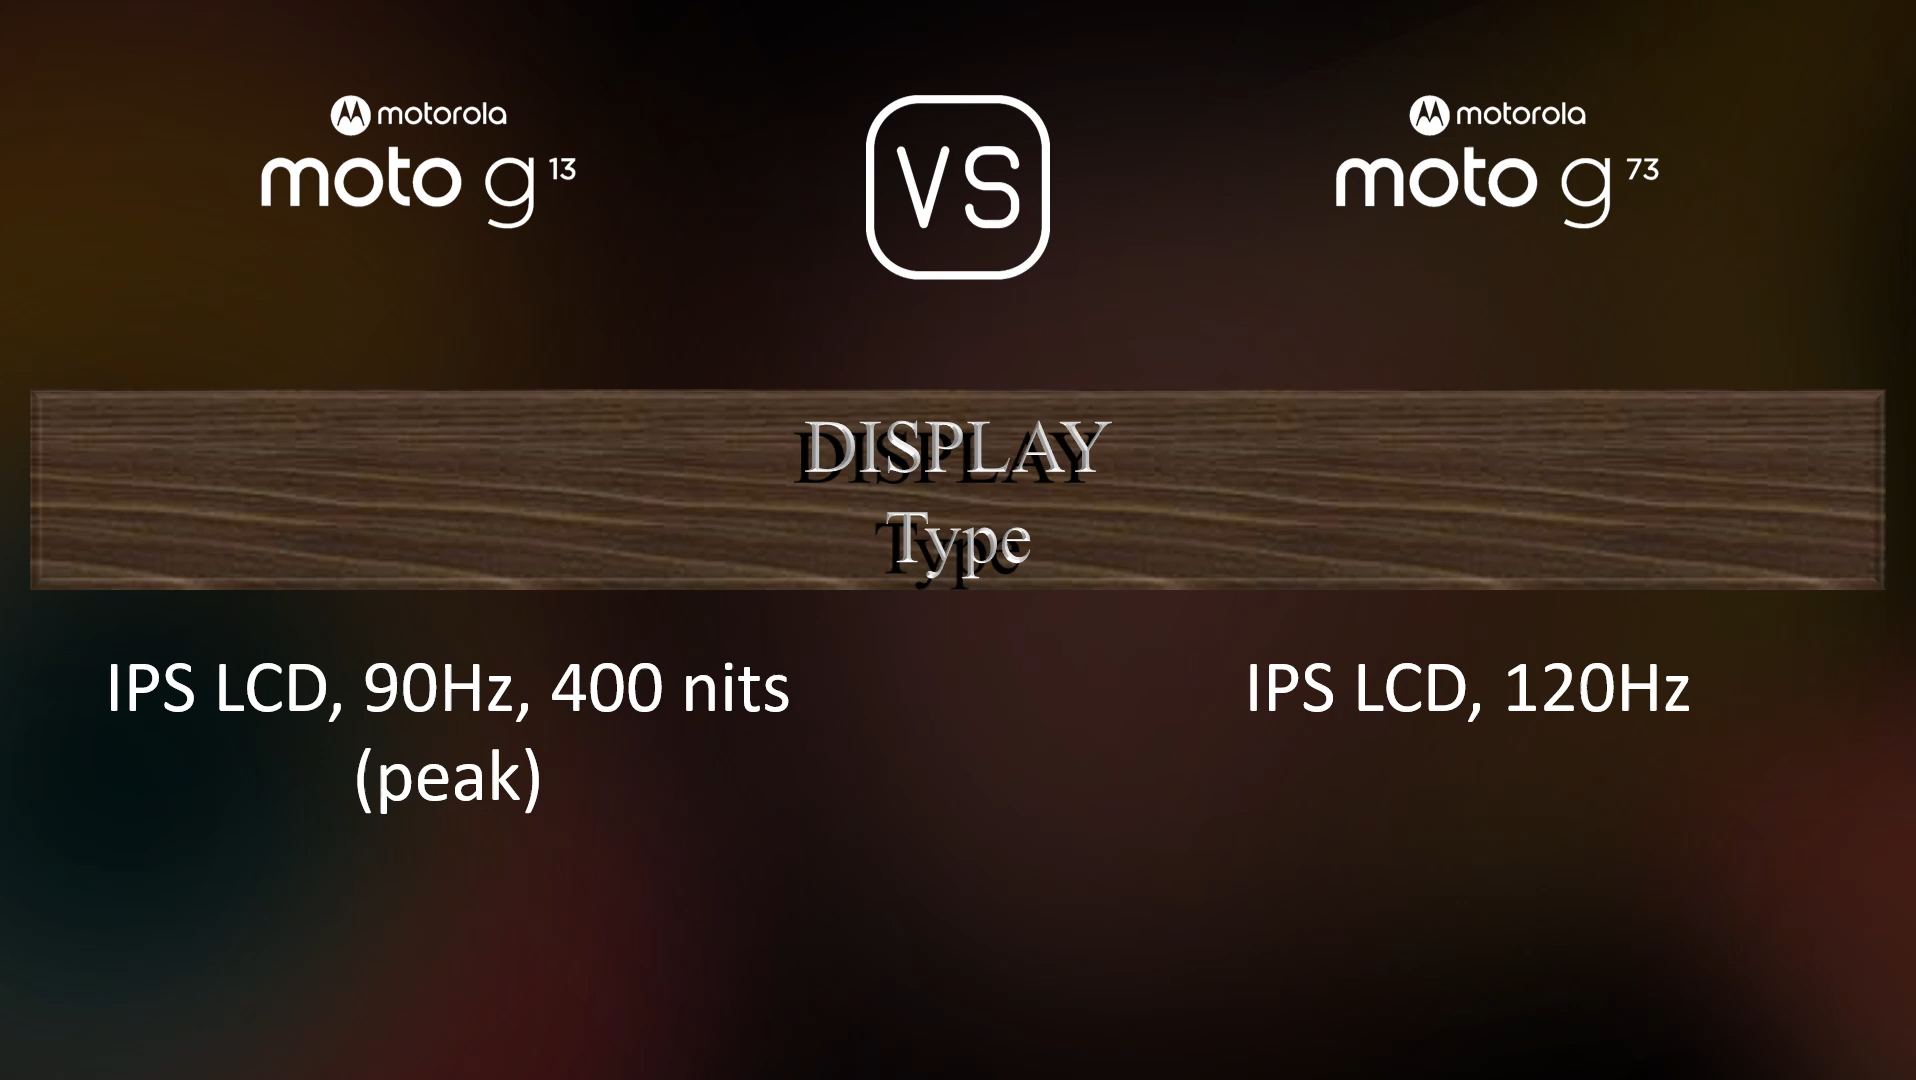 motorola
moto g 13
VS
motorola
moto g 73
DISPLAY
Type
IPS LCD, 90Hz, 400 nits
(peak)
IPS LCD, 120Hz